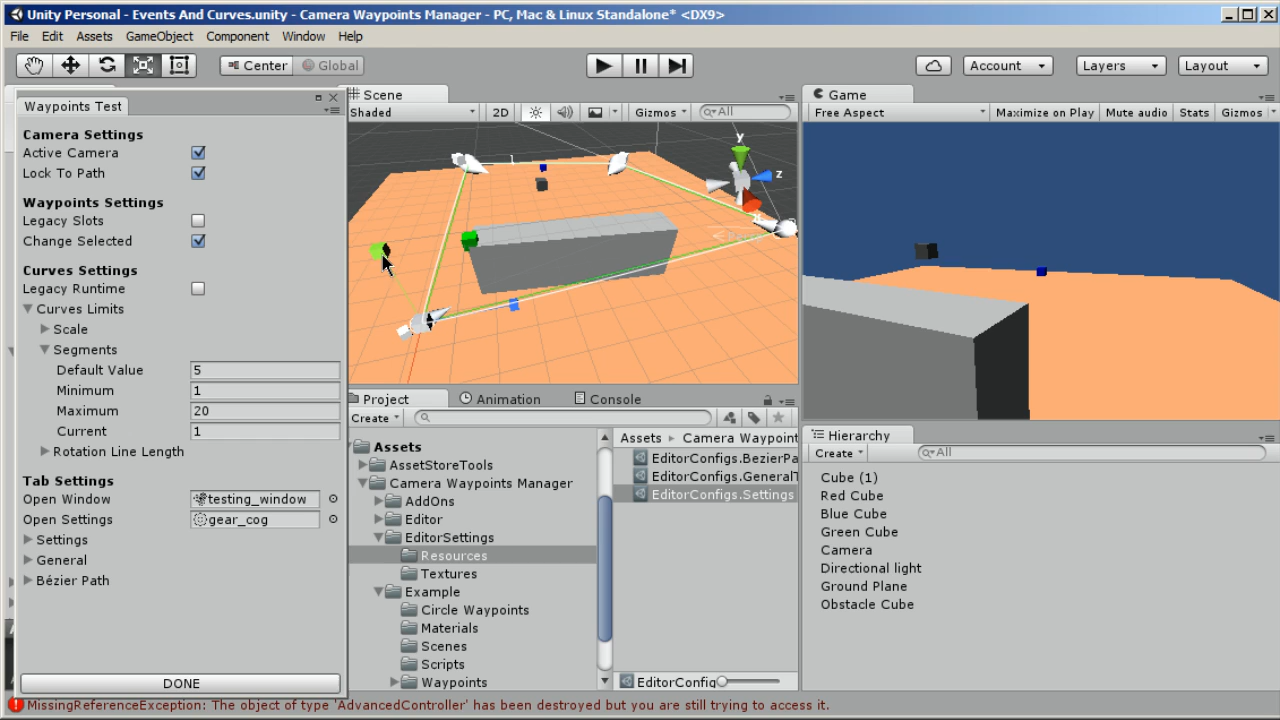 Unity Personal - Events And Curves.unity - Camera Waypoints Manager - PC, Mac & Linux Standalone* <DX9>
File Edit Assets GameObject Component Window Help
Center Global Account Layers Layout
Waypoints Test
Camera Settings
Active Camera
Lock To Path
Waypoints Settings
Legacy Slots
Change Selected
Curves Settings
Legacy Runtime
Curves Limits
Scale
Segments
Default Value 5
Minimum 1
Maximum 20
Current 1
Rotation Line Length
Tab Settings
Open Window testing_window
Open Settings gear_cog
Settings
General
Bézier Path
DONE
Scene
Shaded 2D Gizmos All
y
z
Game
Free Aspect Maximize on Play Mute audio Stats Gizmos
Project Animation Console
Create
Assets
AssetStoreTools
Camera Waypoints Manager
AddOns
Editor
EditorSettings
Resources
Textures
Example
Circle Waypoints
Materials
Scenes
Scripts
Waypoints
Assets Camera Waypoint
EditorConfigs.BezierPa
EditorConfigs.GeneralT
EditorConfigs.Settings
EditorConfig
Hierarchy
Create All
Cube (1)
Red Cube
Blue Cube
Green Cube
Camera
Directional light
Ground Plane
Obstacle Cube
MissingReferenceException: The object of type 'AdvancedController' has been destroyed but you are still trying to access it.